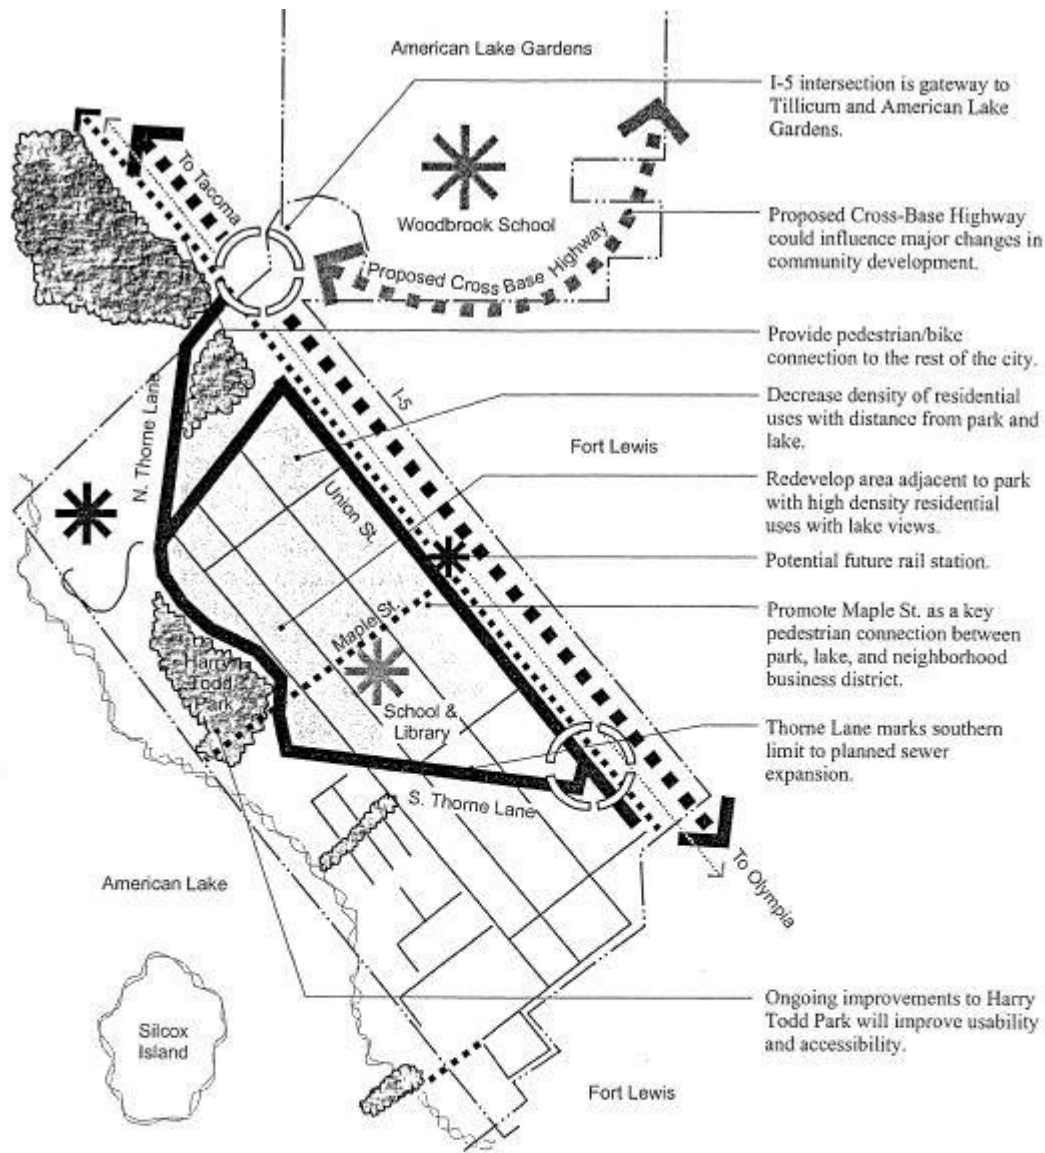 American Lake Gardens
I-5 intersection is gateway to
Tillicum and American Lake
Gardens.
To Tacoma
Woodbrook School
Proposed Cross Base Highway
Proposed Cross-Base Highway
could influence major changes in
community development.
Provide pedestrian/bike
connection to the rest of the city.
N. Thorne Lane
I-5
Decrease density of residential
uses with distance from park and
lake.
Fort Lewis
Union St.
Redevelop area adjacent to park
with high density residential
uses with lake views.
Potential future rail station.
Maple St.
Promote Maple St. as a key
pedestrian connection between
park, lake, and neighborhood
business district.
Harry
Todd
Park
School &
Library
Thorne Lane marks southern
limit to planned sewer
expansion.
S. Thorne Lane
To Olympia
American Lake
Silcox
Island
Ongoing improvements to Harry
Todd Park will improve usability
and accessibility.
Fort Lewis